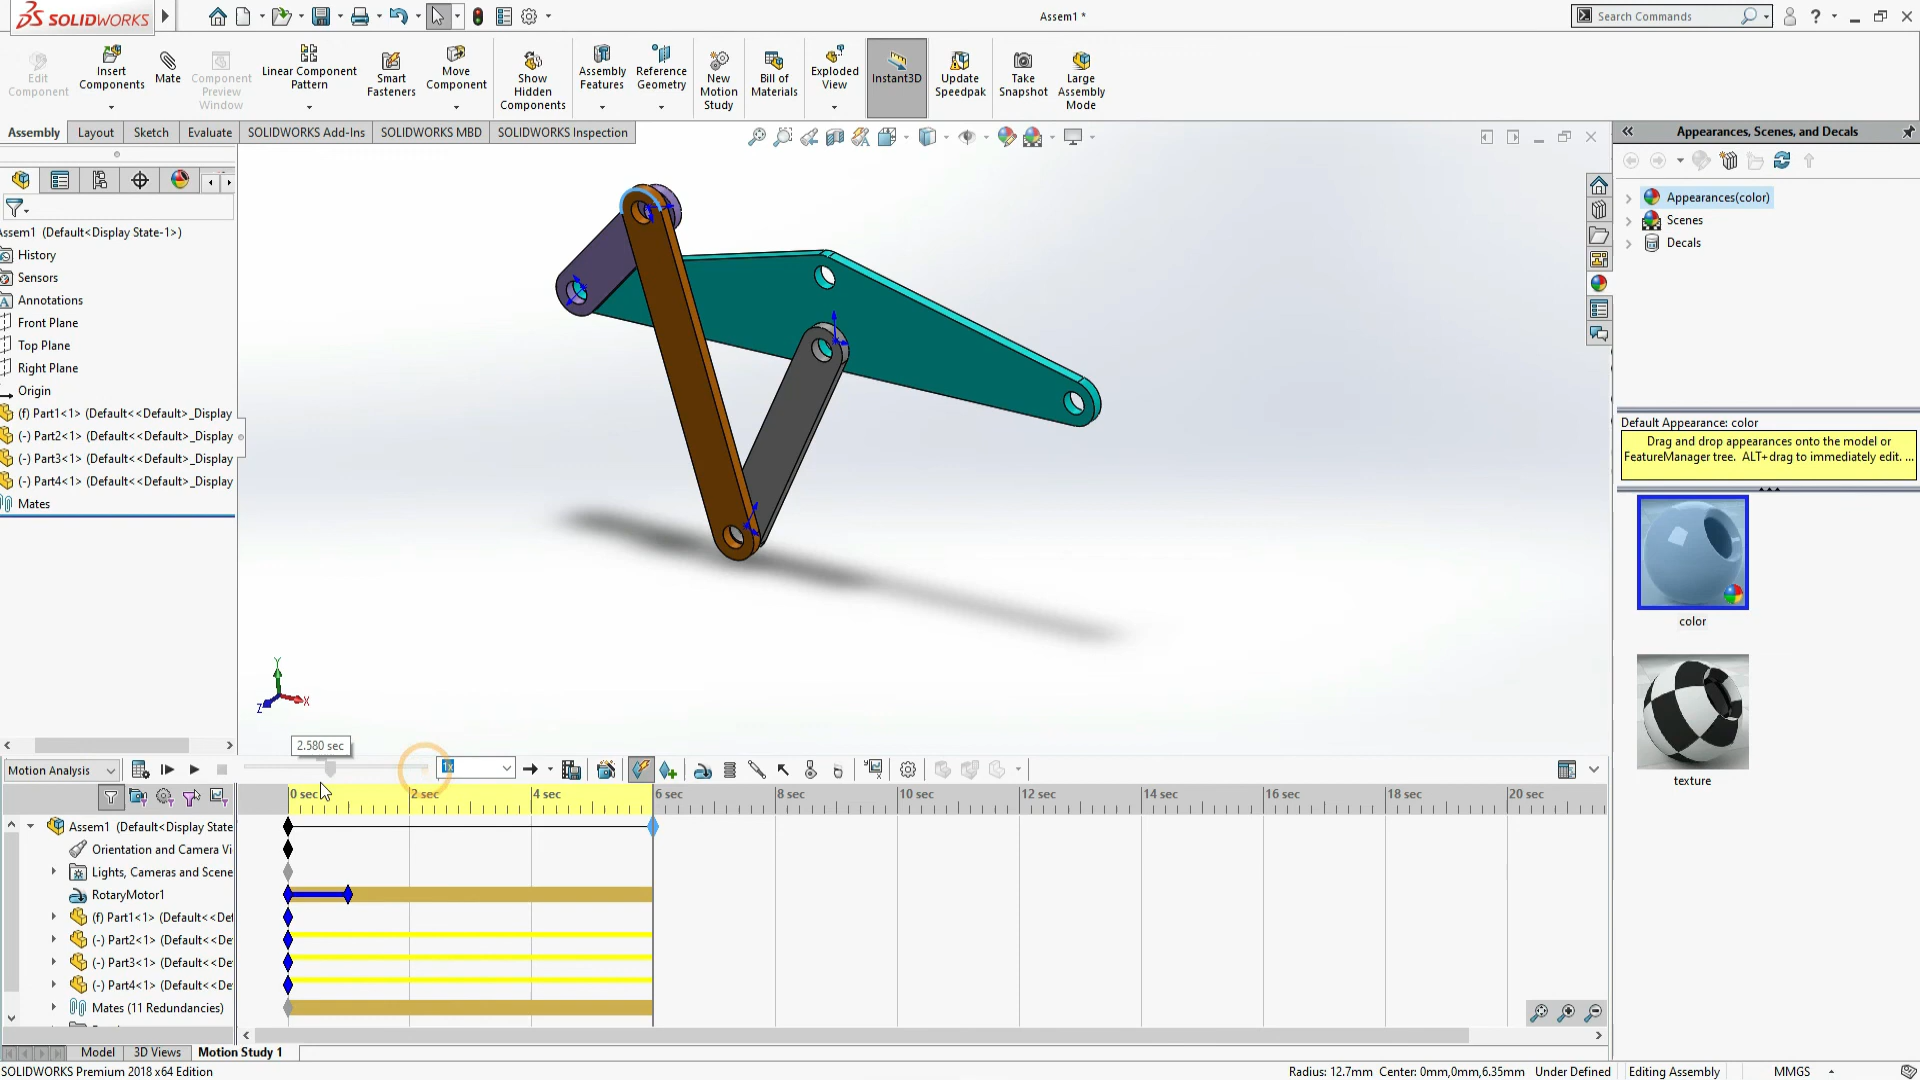 SOLIDWORKS
Assem1 *
Search Commands
Edit Component
Insert Components
Mate
Component Preview Window
Linear Component Pattern
Smart Fasteners
Move Component
Show Hidden Components
Assembly Features
Reference Geometry
New Motion Study
Bill of Materials
Exploded View
Instant3D
Update Speedpak
Take Snapshot
Large Assembly Mode
Assembly
Layout
Sketch
Evaluate
SOLIDWORKS Add-Ins
SOLIDWORKS MBD
SOLIDWORKS Inspection
Appearances, Scenes, and Decals
Appearances(color)
Scenes
Decals
Assem1 (Default<Display State-1>)
History
Sensors
Annotations
Front Plane
Top Plane
Right Plane
Origin
(f) Part1<1> (Default<<Default>_Display
(-) Part2<1> (Default<<Default>_Display
(-) Part3<1> (Default<<Default>_Display
(-) Part4<1> (Default<<Default>_Display
Mates
Default Appearance: color
Drag and drop appearances onto the model or
FeatureManager tree. ALT+drag to immediately edit. ...
color
texture
Y
X
Z
2.580 sec
Motion Analysis
1x
0 sec
2 sec
4 sec
6 sec
8 sec
10 sec
12 sec
14 sec
16 sec
18 sec
20 sec
Assem1 (Default<Display State
Orientation and Camera Vi
Lights, Cameras and Scene
RotaryMotor1
(f) Part1<1> (Default<<Def
(-) Part2<1> (Default<<De
(-) Part3<1> (Default<<De
(-) Part4<1> (Default<<De
Mates (11 Redundancies)
Model
3D Views
Motion Study 1
SOLIDWORKS Premium 2018 x64 Edition
Radius: 12.7mm Center: 0mm,0mm,6.35mm
Under Defined
Editing Assembly
MMGS